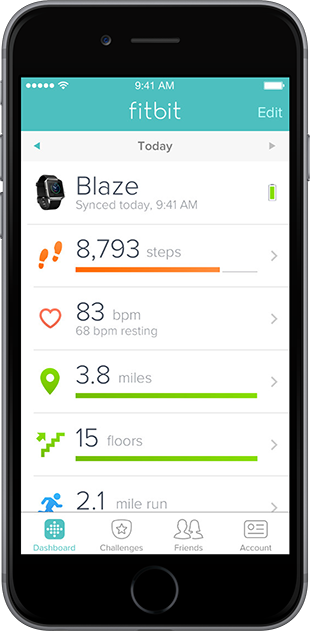 9:41 AM
fitbit
Edit
Today
Blaze
Synced today, 9:41 AM
8,793 steps
83 bpm
68 bpm resting
3.8 miles
15 floors
2.1 mile run
Dashboard
Challenges
Friends
Account